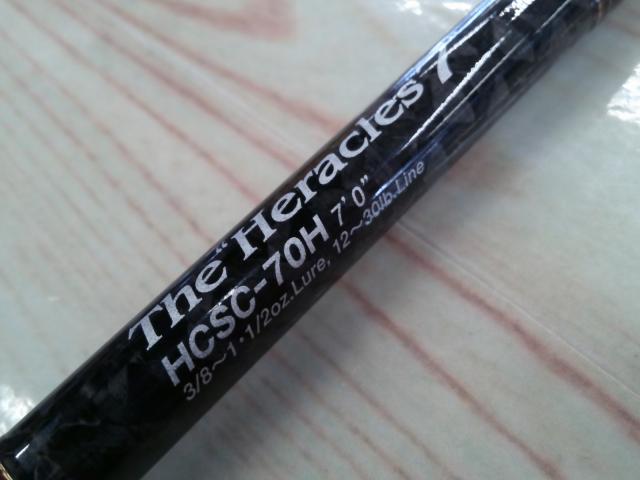 The "Heracles 7
HCSC-70H 7'0"
3/8~1・1/2oz.Lure, 12~30lb.Line